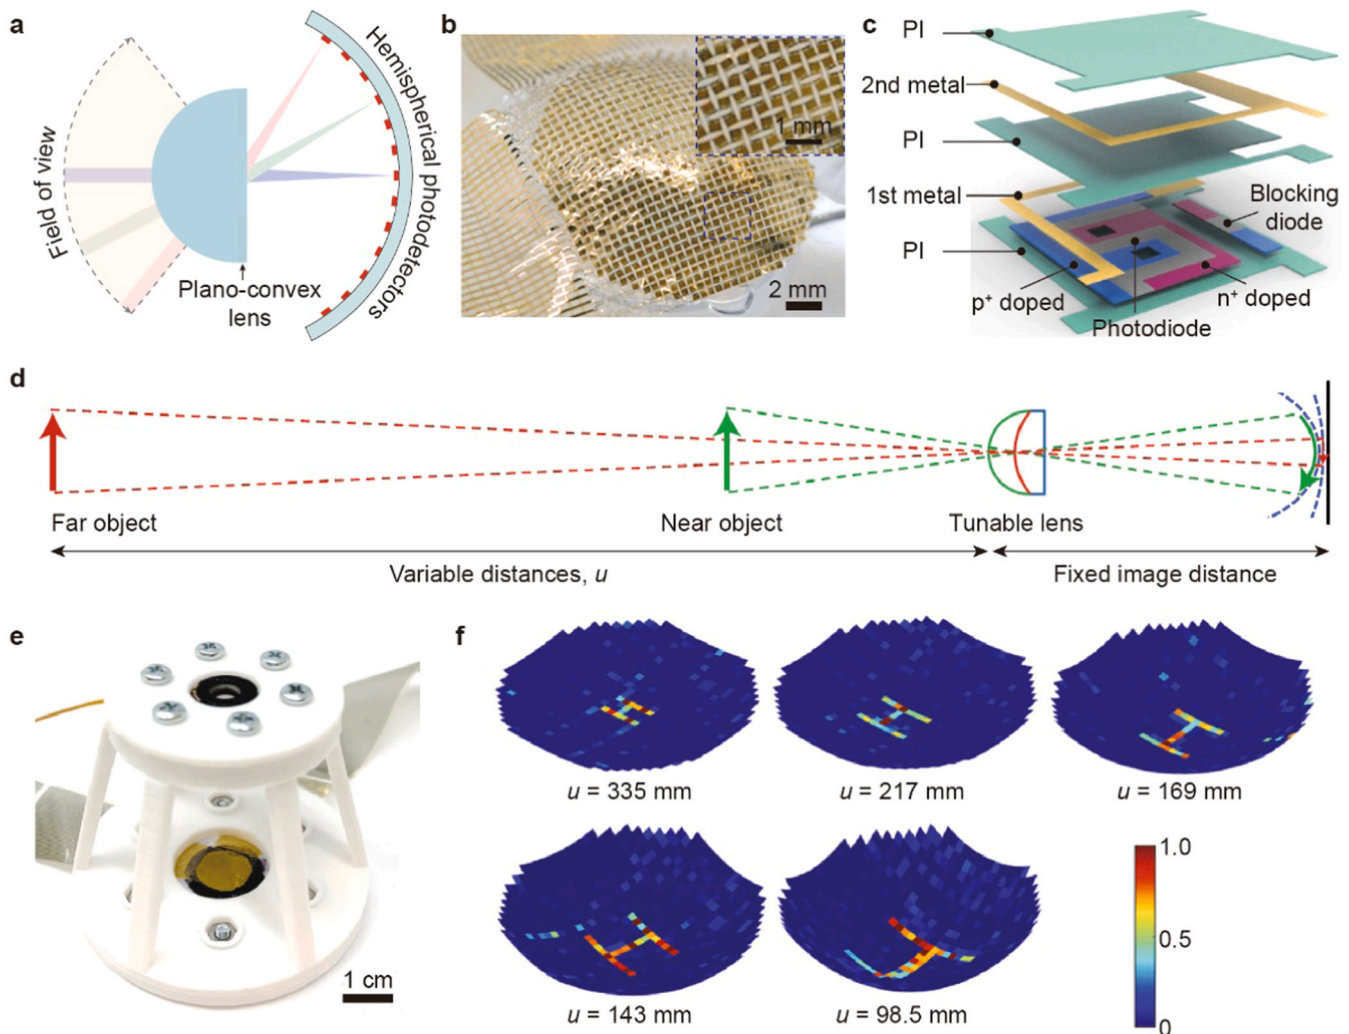 a
Field of view
Plano-convex
lens
Hemispherical photodetectors
b
1 mm
2 mm
c
PI
2nd metal
PI
1st metal
Blocking
diode
PI
p⁺ doped
n⁺ doped
Photodiode
d
Far object
Near object
Tunable lens
Variable distances, u
Fixed image distance
e
1 cm
f
u = 335 mm
u = 217 mm
u = 169 mm
u = 143 mm
u = 98.5 mm
1.0
0.5
0